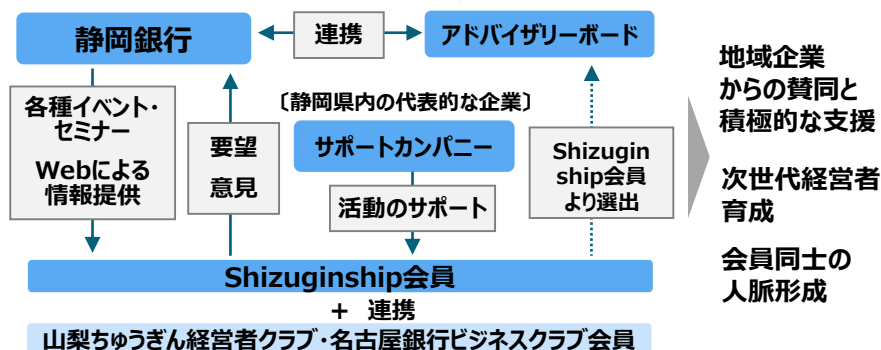 静岡銀行
連携
アドバイザリーボード
各種イベント・
セミナー
Webによる
情報提供
要望
意見
〔静岡県内の代表的な企業〕
サポートカンパニー
活動のサポート
Shizugin
ship会員
より選出
Shizuginship会員
+ 連携
山梨ちゅうぎん経営者クラブ・名古屋銀行ビジネスクラブ会員
地域企業
からの賛同と
積極的な支援
次世代経営者
育成
会員同士の
人脈形成